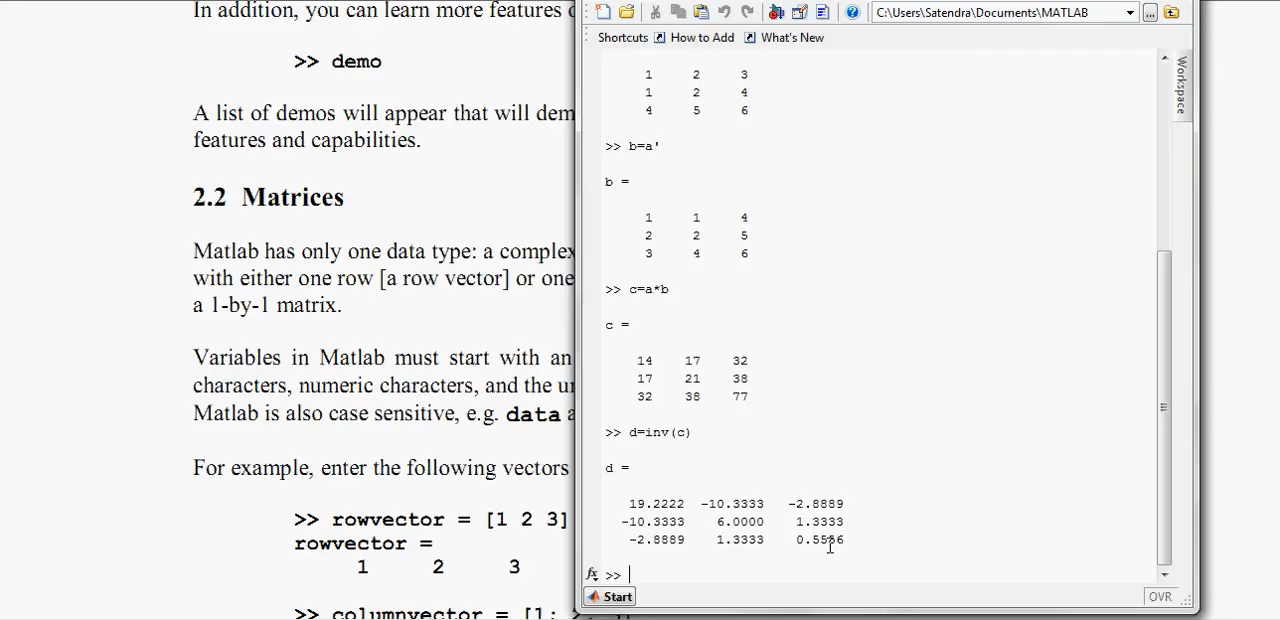 In addition, you can learn more features
>> demo
A list of demos will appear that will dem
features and capabilities.
2.2 Matrices
Matlab has only one data type: a complex
with either one row [a row vector] or one
a 1-by-1 matrix.
Variables in Matlab must start with an
characters, numeric characters, and the
Matlab is also case sensitive, e.g. data
For example, enter the following vectors
>> rowvector = [1 2 3]
rowvector =
1 2 3
>> columnvector = [1;
C:\Users\Satendra\Documents\MATLAB
...
Shortcuts How to Add What's New
Workspace
1 2 3
1 2 4
4 5 6
>> b=a'
b =
1 1 4
2 2 5
3 4 6
>> c=a*b
c =
14 17 32
17 21 38
32 38 77
>> d=inv(c)
d =
19.2222 -10.3333 -2.8889
-10.3333 6.0000 1.3333
-2.8889 1.3333 0.5556
fx >>
Start
OVR